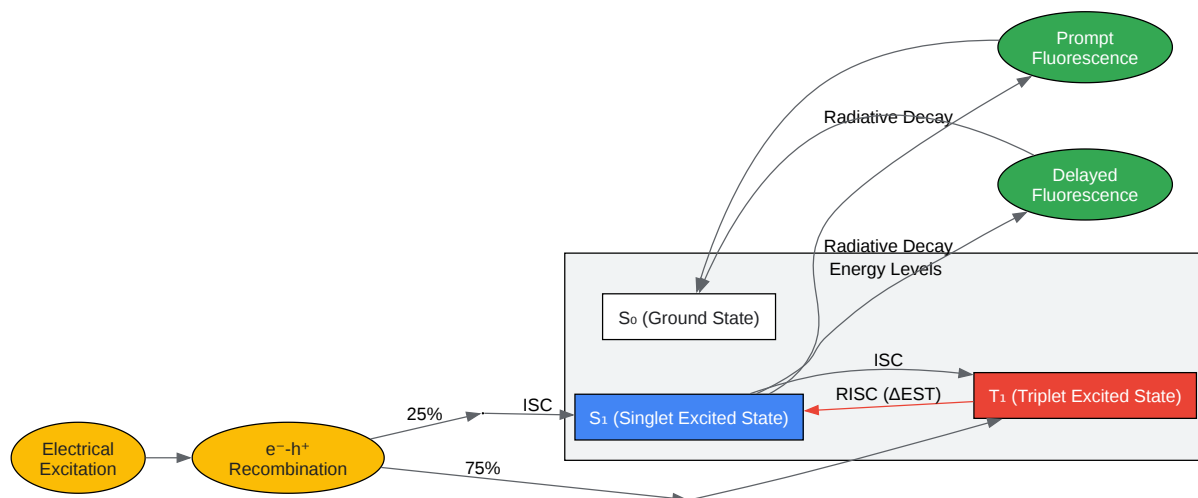 Prompt
Fluorescence
Radiative Decay
Delayed
Fluorescence
Radiative Decay
Energy Levels
S₀ (Ground State)
ISC
RISC (ΔEST)
T₁ (Triplet Excited State)
ISC
S₁ (Singlet Excited State)
25%
Electrical
Excitation
e⁻-h⁺
Recombination
75%